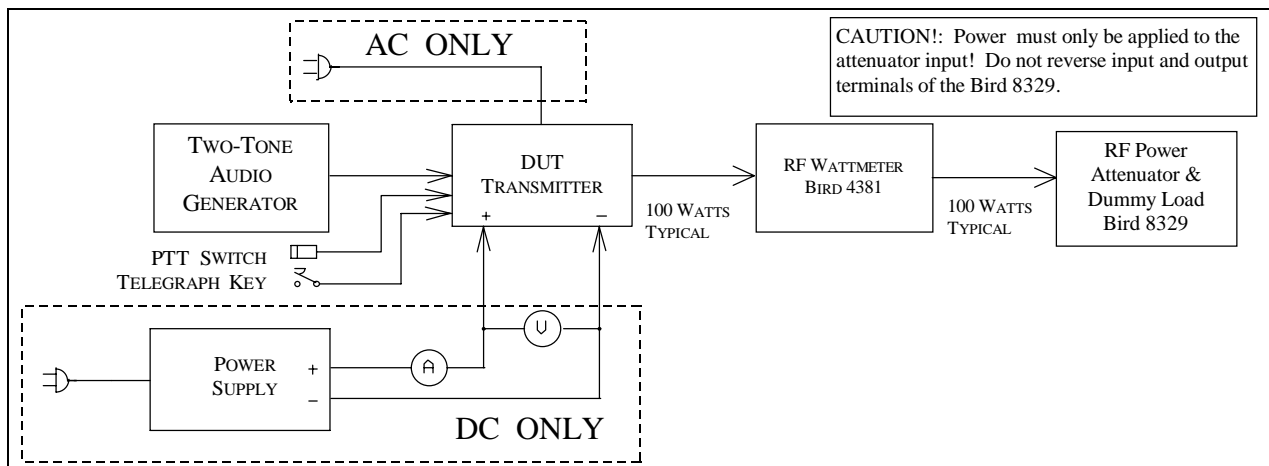 AC ONLY
CAUTION!: Power must only be applied to the
attenuator input! Do not reverse input and output
terminals of the Bird 8329.
TWO-TONE
AUDIO
GENERATOR
DUT
TRANSMITTER
+ −
RF WATTMETER
BIRD 4381
RF Power
Attenuator &
Dummy Load
Bird 8329
100 WATTS
TYPICAL
100 WATTS
TYPICAL
PTT SWITCH
TELEGRAPH KEY
V
POWER
SUPPLY
+
−
A
DC ONLY